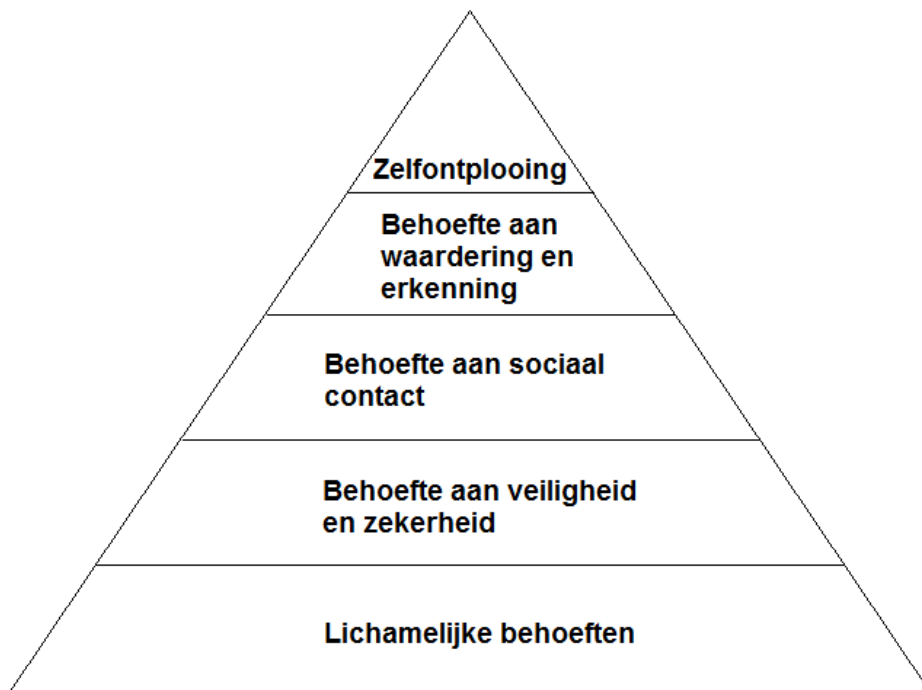 Zelfontplooing
Behoefte aan
waardering en
erkenning
Behoefte aan sociaal
contact
Behoefte aan veiligheid
en zekerheid
Lichamelijke behoeften